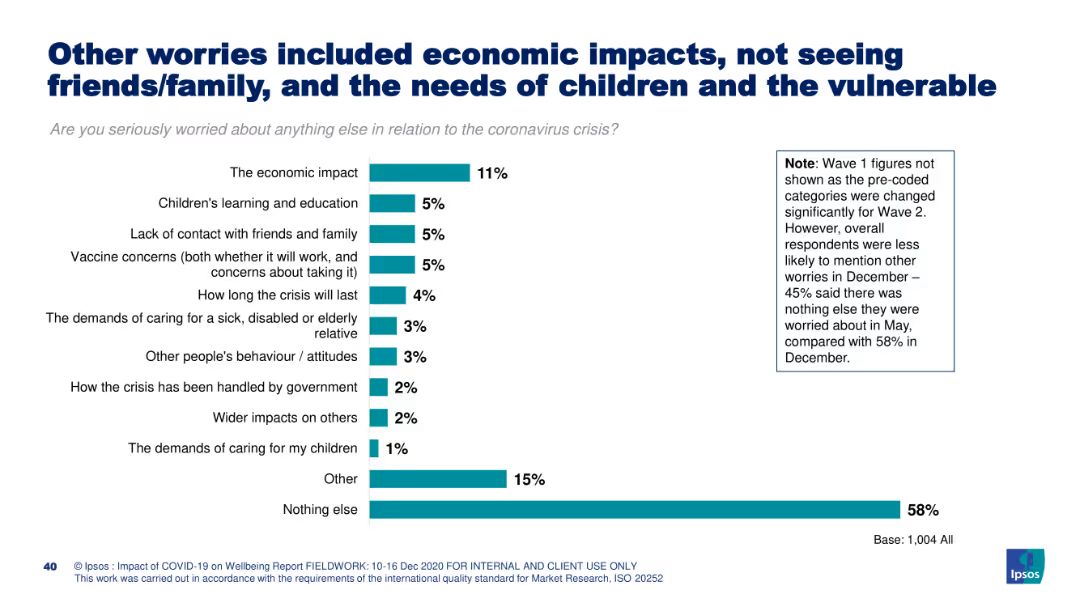 Other worries included economic impacts, not seeing
friends/family, and the needs of children and the vulnerable
Are you seriously worried about anything else in relation to the coronavirus crisis?
The economic impact
11%
Children's learning and education
5%
Lack of contact with friends and family
5%
Vaccine concerns (both whether it will work, and
concerns about taking it)
5%
How long the crisis will last
4%
The demands of caring for a sick, disabled or elderly
relative
3%
Other people's behaviour / attitudes
3%
How the crisis has been handled by government
2%
Wider impacts on others
2%
The demands of caring for my children
1%
Other
15%
Nothing else
58%
Note: Wave 1 figures not
shown as the pre-coded
categories were changed
significantly for Wave 2.
However, overall
respondents were less
likely to mention other
worries in December –
45% said there was
nothing else they were
worried about in May,
compared with 58% in
December.
Base: 1,004 All
40
© Ipsos : Impact of COVID-19 on Wellbeing Report FIELDWORK: 10-16 Dec 2020 FOR INTERNAL AND CLIENT USE ONLY
This work was carried out in accordance with the requirements of the international quality standard for Market Research, ISO 20252
Ipsos